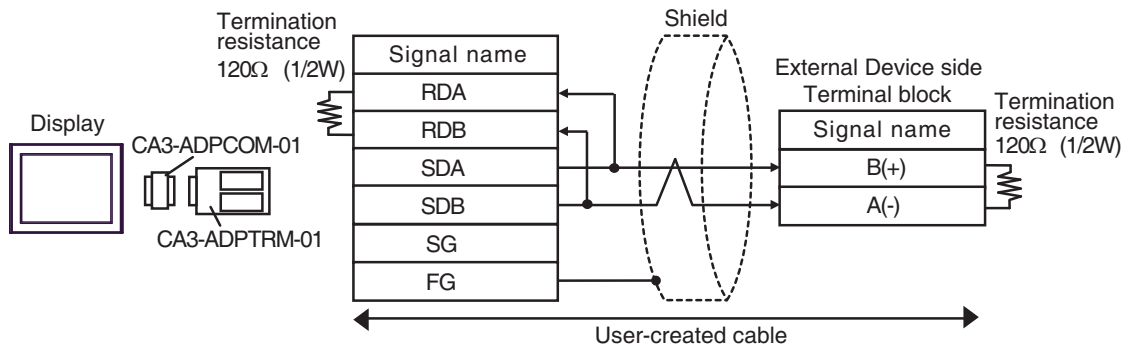 Termination
resistance
120Ω (1/2W)
Display
CA3-ADPCOM-01
CA3-ADPTRM-01
Signal name
RDA
RDB
SDA
SDB
SG
FG
Shield
External Device side
Terminal block
Signal name
B(+)
A(-)
Termination
resistance
120Ω (1/2W)
User-created cable